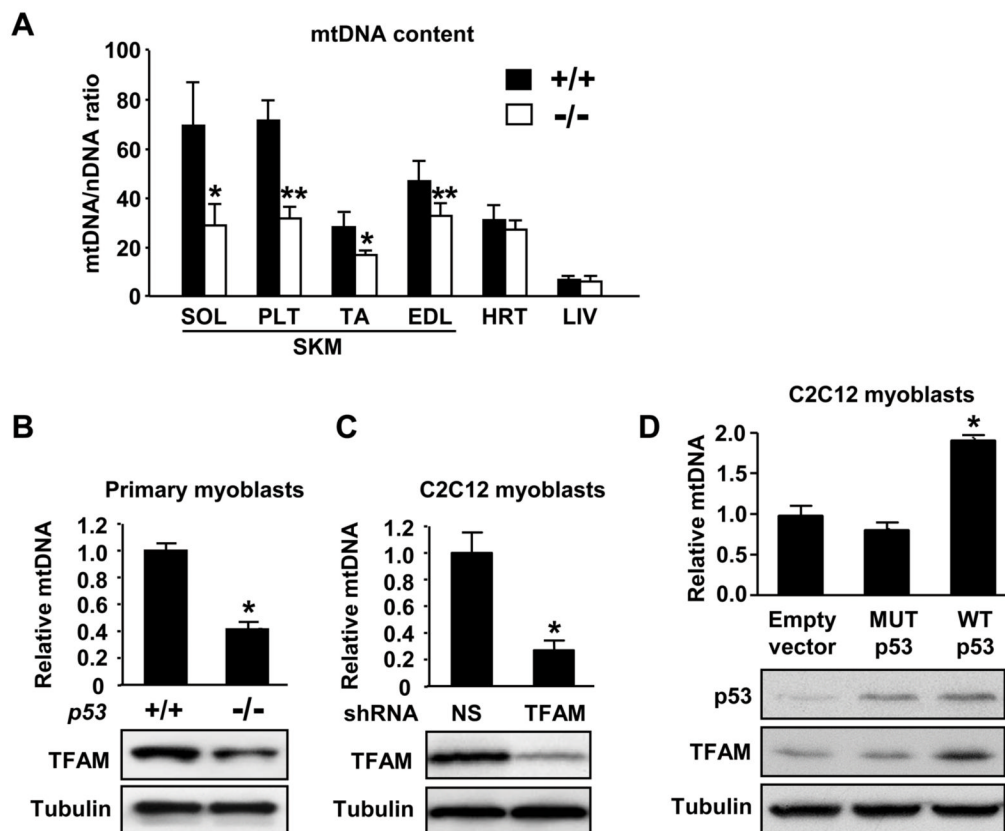 A
mtDNA content
mtDNA/nDNA ratio
100
80
60
40
20
0
+/+
-/-
*
**
*
**
SOL PLT TA EDL HRT LIV
SKM
B
Primary myoblasts
Relative mtDNA
1.2
1.0
0.8
0.6
0.4
0.2
0
*
p53 +/+ -/-
TFAM
Tubulin
C
C2C12 myoblasts
Relative mtDNA
1.2
1.0
0.8
0.6
0.4
0.2
0
*
shRNA NS TFAM
TFAM
Tubulin
D
C2C12 myoblasts
Relative mtDNA
2.0
1.5
1.0
0.5
0.0
*
Empty MUT WT
vector p53 p53
p53
TFAM
Tubulin